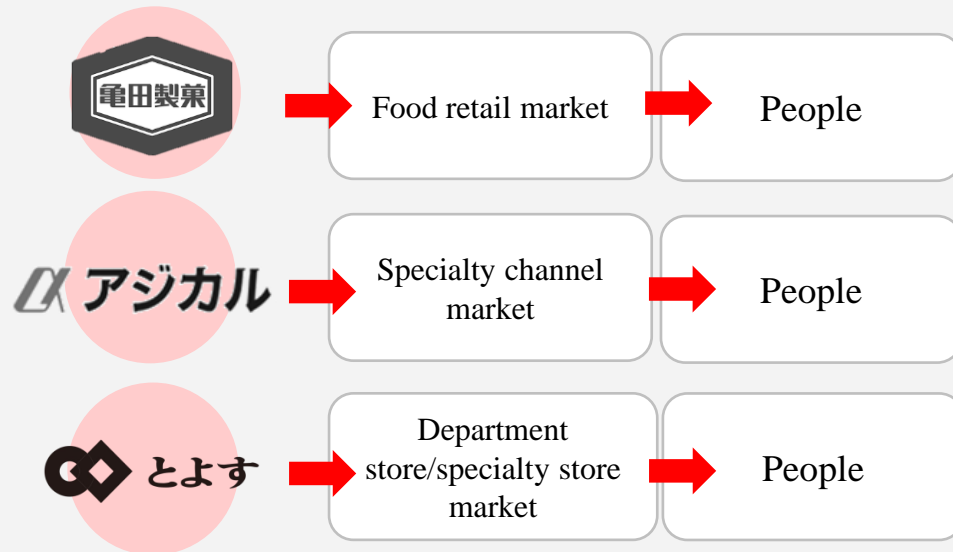 亀田製菓
Food retail market
People
アジカル
Specialty channel
market
People
とよす
Department
store/specialty store
market
People